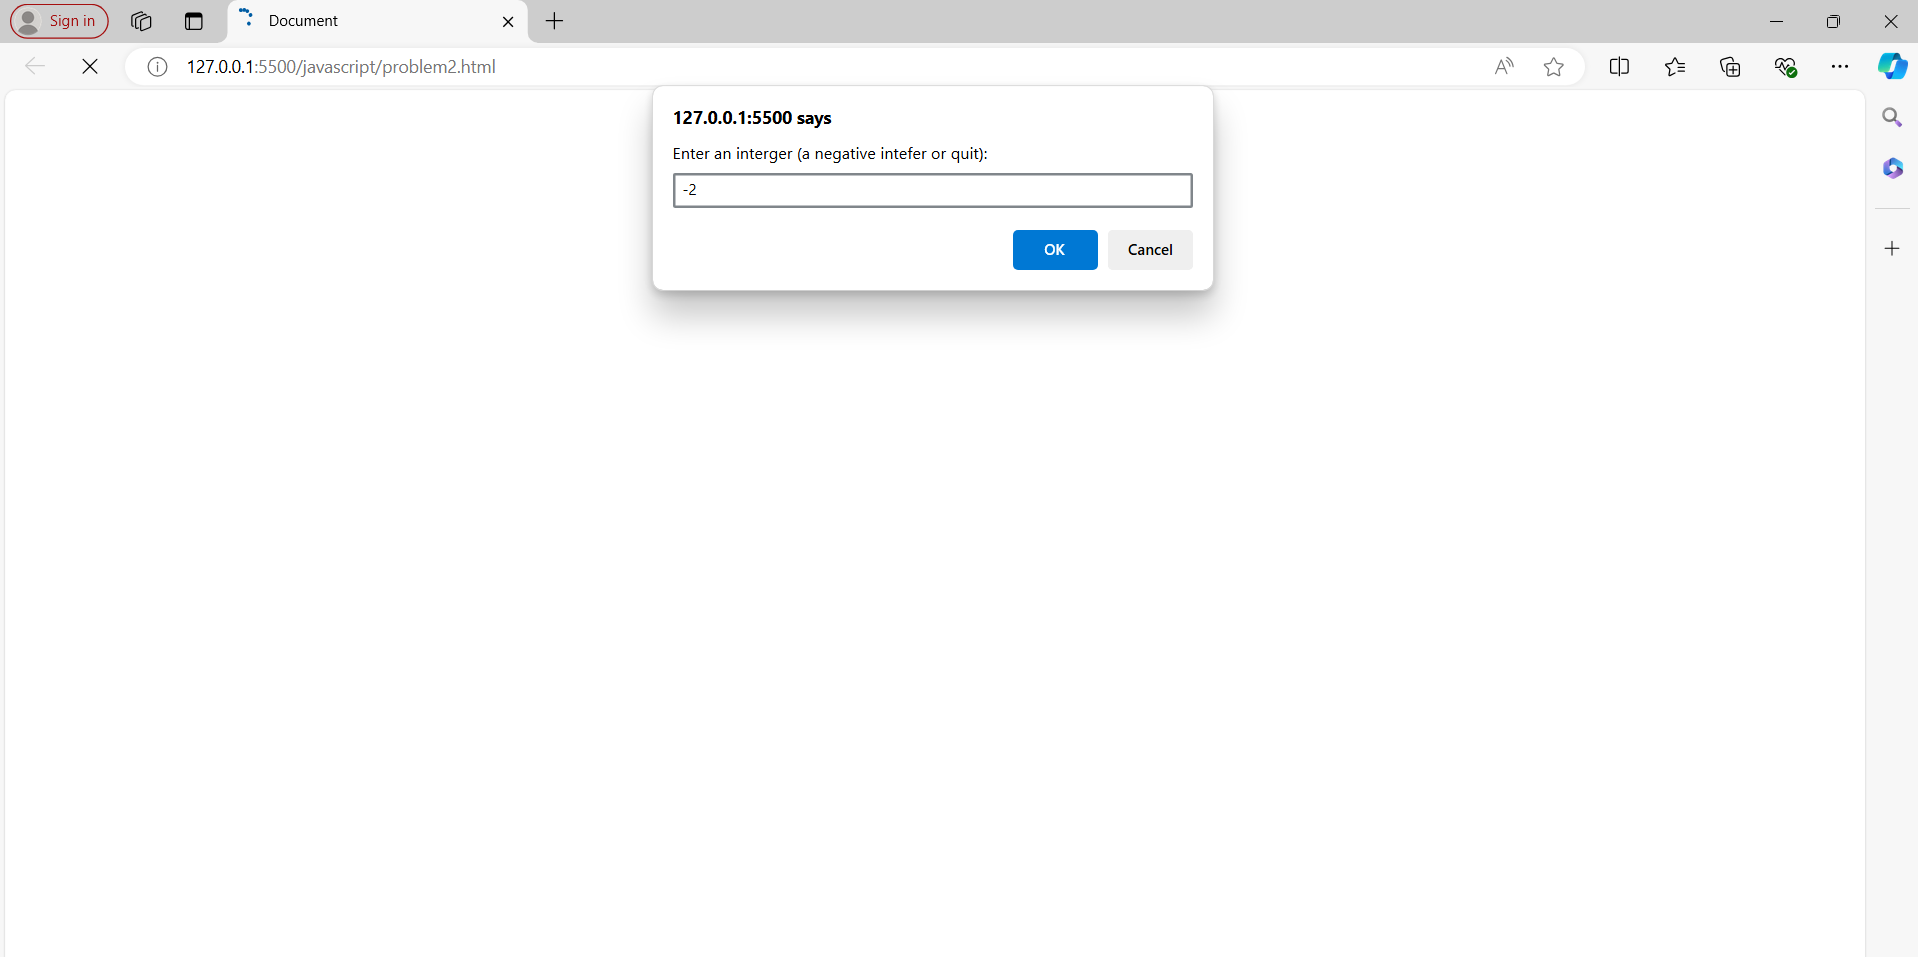 Sign in
Document
127.0.0.1:5500/javascript/problem2.html
127.0.0.1:5500 says
Enter an interger (a negative intefer or quit):
-2
OK Cancel